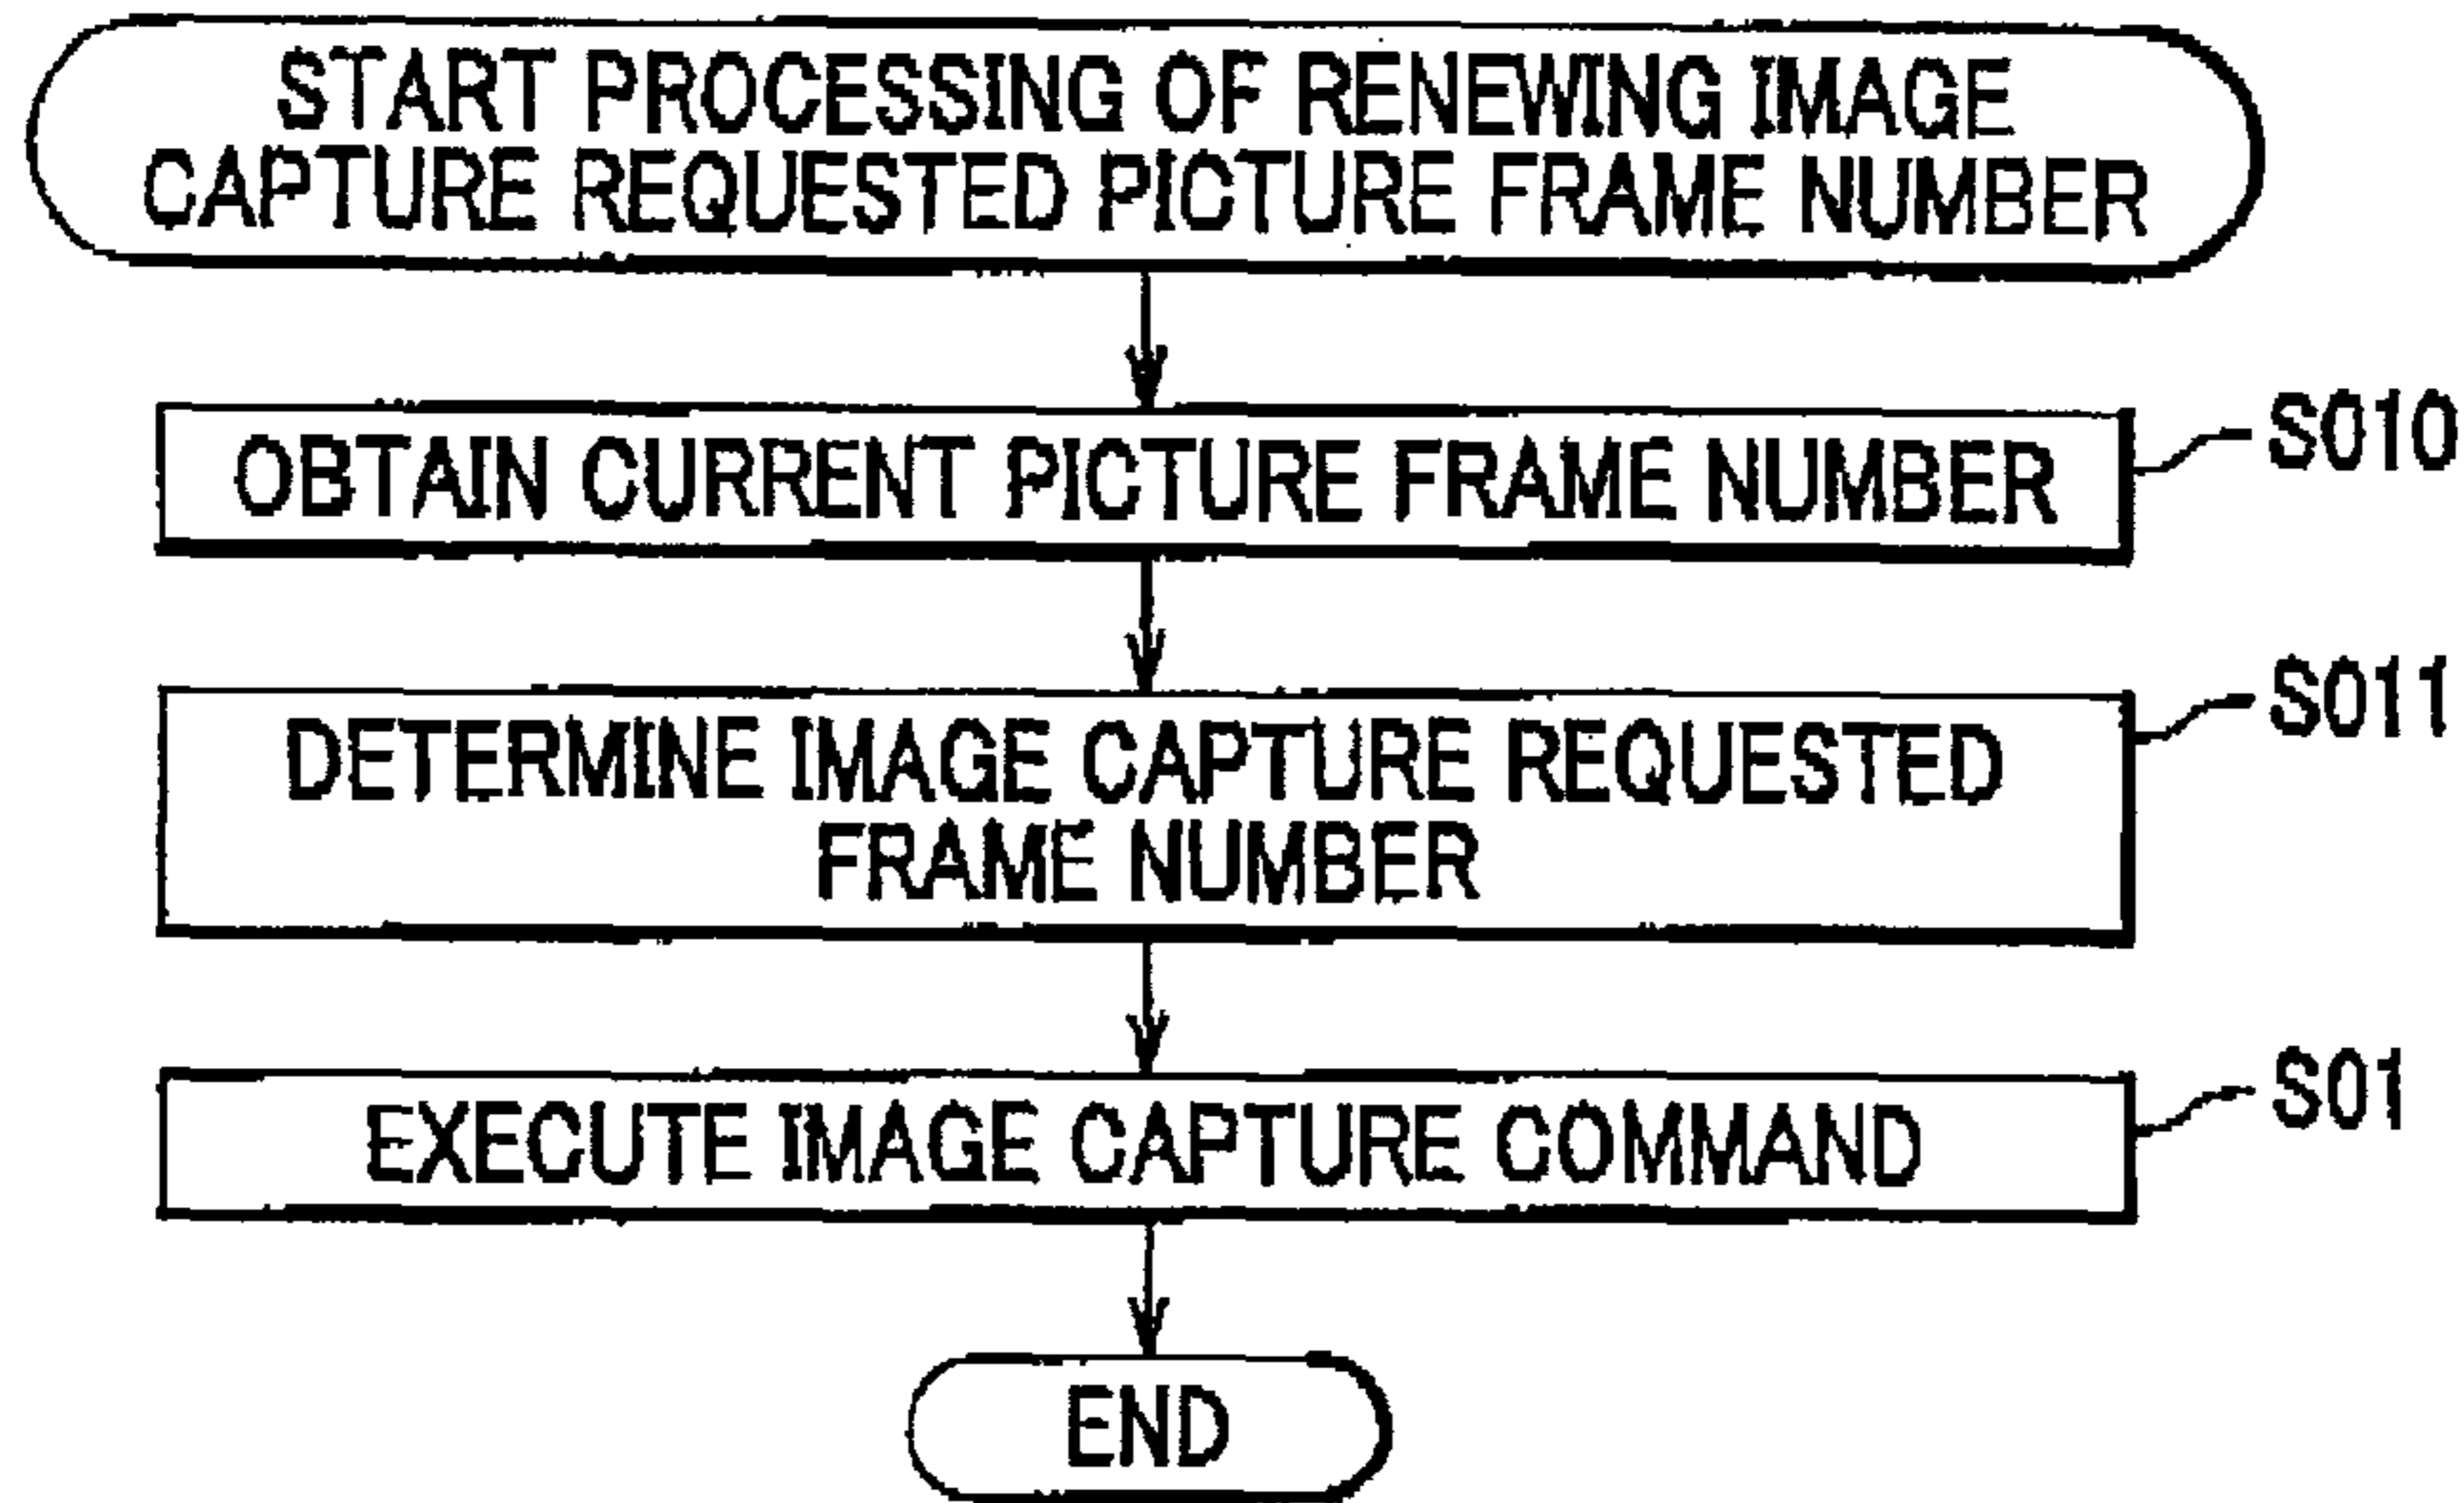 START PROCESSING OF RENEWING IMAGE
CAPTURE REQUESTED PICTURE FRAME NUMBER
OBTAIN CURRENT PICTURE FRAME NUMBER
S010
DETERMINE IMAGE CAPTURE REQUESTED
FRAME NUMBER
S011
EXECUTE IMAGE CAPTURE COMMAND
S01
END